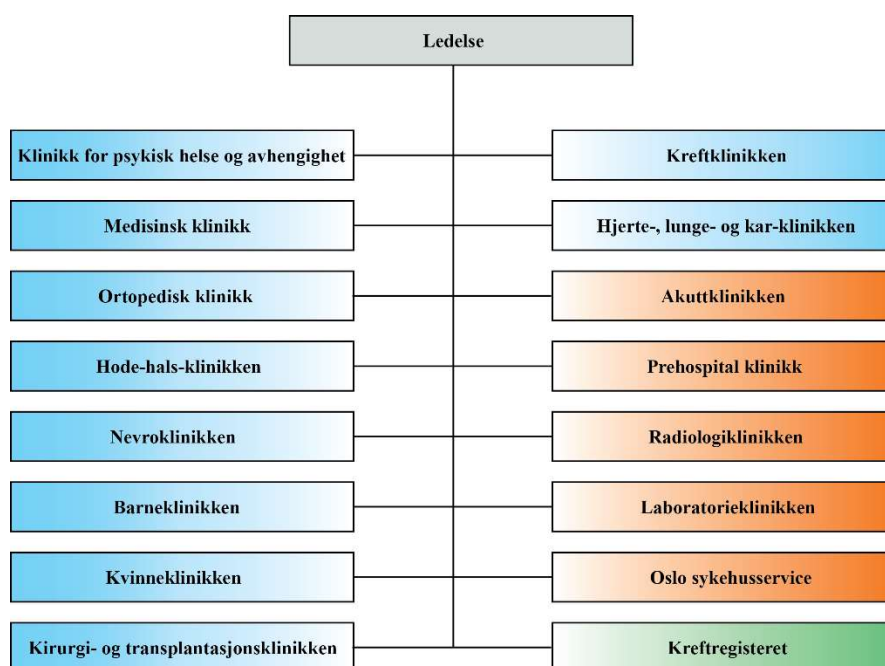 Ledelse
Klinikk for psykisk helse og avhengighet
Kreftklinikken
Medisinsk klinikk
Hjerte-, lunge- og kar-klinikken
Ortopedisk klinikk
Akuttklinikken
Hode-hals-klinikken
Prehospital klinikk
Nevroklinikken
Radiologiklinikken
Barneklinikken
Laboratorieklinikken
Kvinneklinikken
Oslo sykehusservice
Kirurgi- og transplantasjonsklinikken
Kreftregisteret